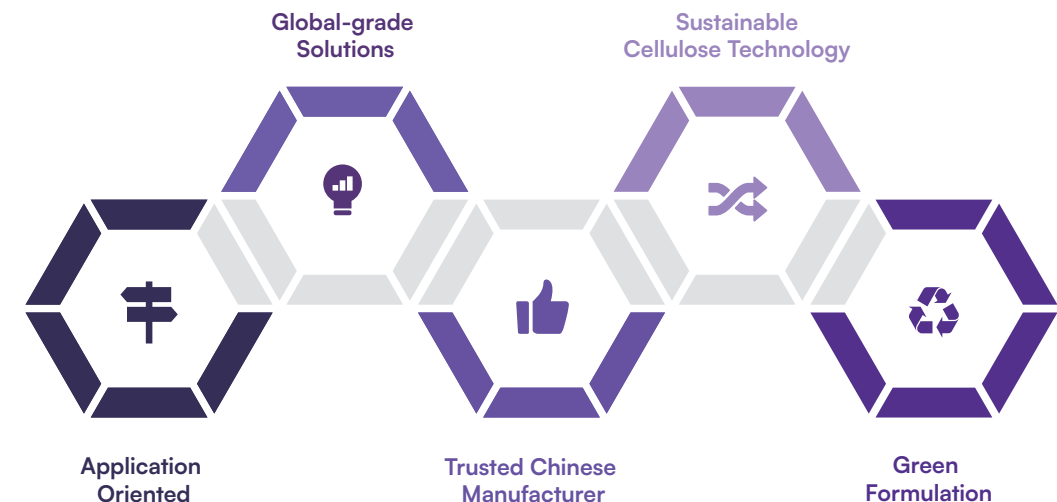 Global-grade
Solutions
Sustainable
Cellulose Technology
Application
Oriented
Trusted Chinese
Manufacturer
Green
Formulation